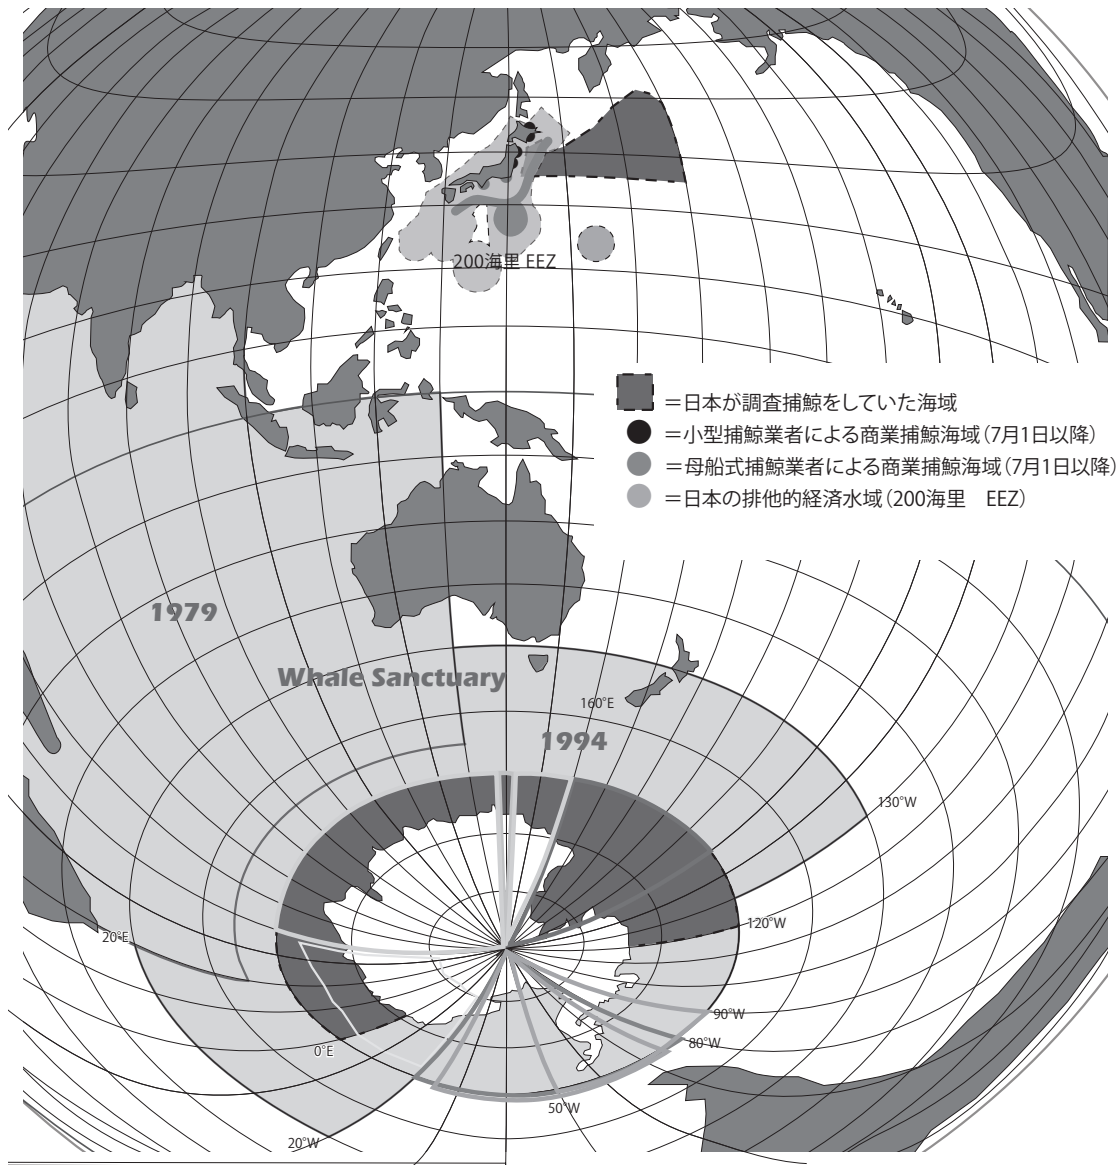 200海里 EEZ
=日本が調査捕鯨をしていた海域
=小型捕鯨業者による商業捕鯨海域(7月1日以降)
=母船式捕鯨業者による商業捕鯨海域(7月1日以降)
=日本の排他的経済水域(200海里　EEZ)
1979
Whale Sanctuary
160°E
1994
130°W
120°W
20°E
90°W
80°W
0°E
50°W
20°W